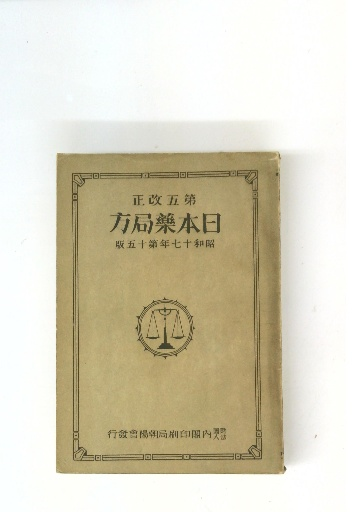 第五改正
日本藥局方
昭和十七年第十五版
內閣印刷局朝陽會發行